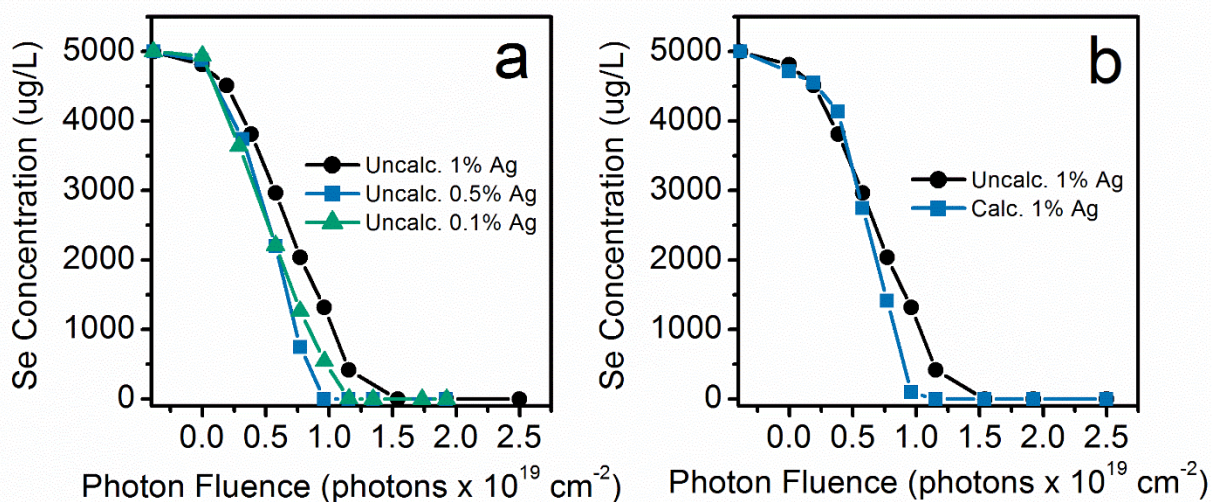 a
Se Concentration (ug/L)
5000
4000
3000
2000
1000
0
Uncalc. 1% Ag
Uncalc. 0.5% Ag
Uncalc. 0.1% Ag
0.0 0.5 1.0 1.5 2.0 2.5
Photon Fluence (photons x 10¹⁹ cm⁻²)
b
Se Concentration (ug/L)
5000
4000
3000
2000
1000
0
Uncalc. 1% Ag
Calc. 1% Ag
0.0 0.5 1.0 1.5 2.0 2.5
Photon Fluence (photons x 10¹⁹ cm⁻²)